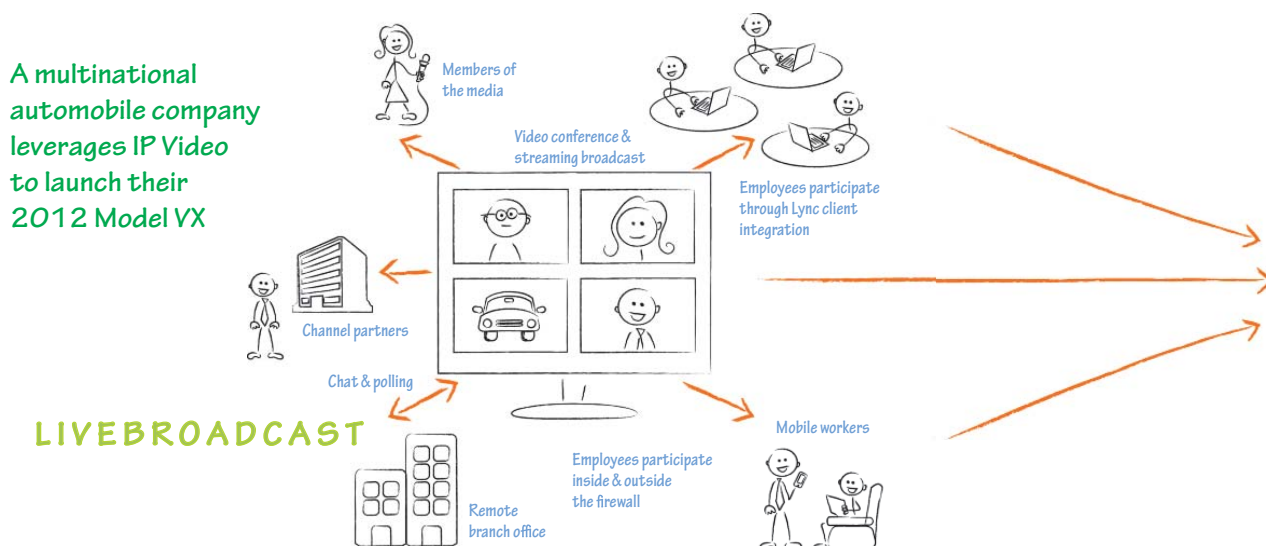 A multinational
automobile company
leverages IP Video
to launch their
2012 Model VX
Members of
the media
Video conference &
streaming broadcast
Employees participate
through Lync client
integration
Channel partners
Chat & polling
LIVEBROADCAST
Mobile workers
Employees participate
inside & outside
the firewall
Remote
branch office